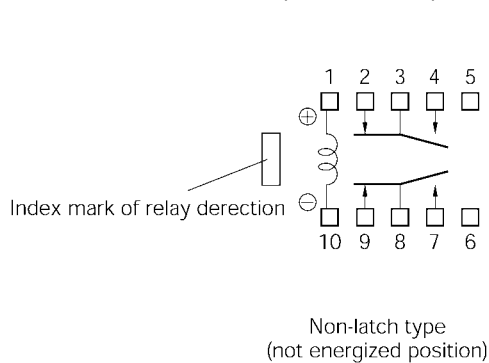 1 2 3 4 5
⊕
Index mark of relay derection
⊖
10 9 8 7 6
Non-latch type
(not energized position)